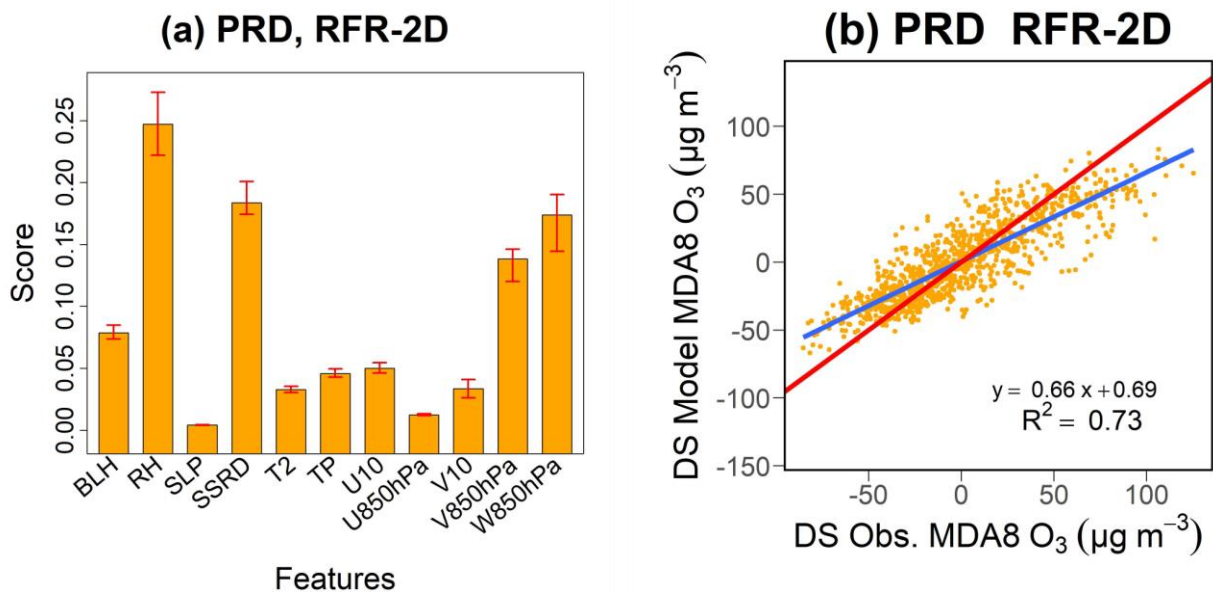 (a) PRD, RFR-2D
Score
0.25
0.20
0.15
0.10
0.05
0.00
BLH
RH
SLP
SSRD
T2
TP
U10
U850hPa
V10
V850hPa
W850hPa
Features
(b) PRD RFR-2D
DS Model MDA8 O₃ (µg m⁻³)
100
50
0
-50
-100
-150
y = 0.66 x + 0.69
R² = 0.73
-50
0
50
100
DS Obs. MDA8 O₃ (µg m⁻³)